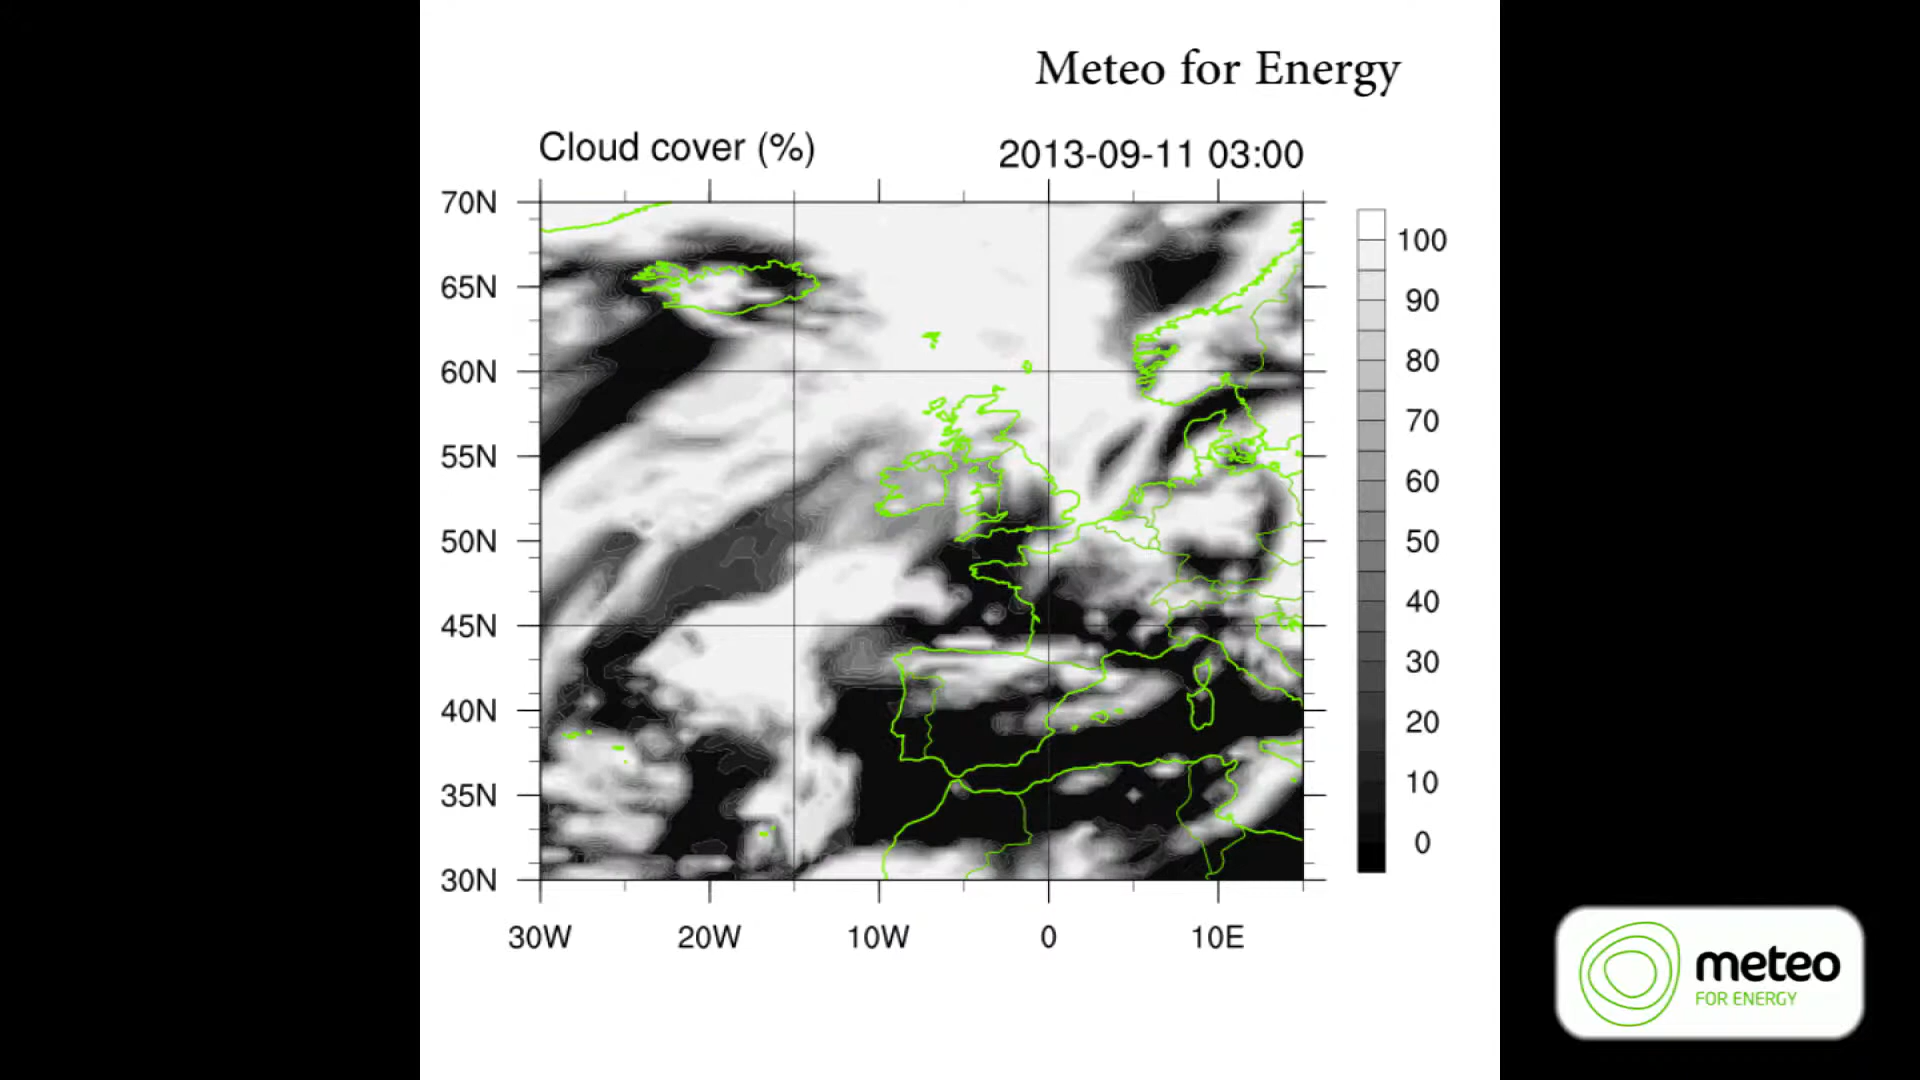 Meteo for Energy
Cloud cover (%)
2013-09-11 03:00
70N
65N
60N
55N
50N
45N
40N
35N
30N
30W
20W
10W
0
10E
100
90
80
70
60
50
40
30
20
10
0
meteo
FOR ENERGY